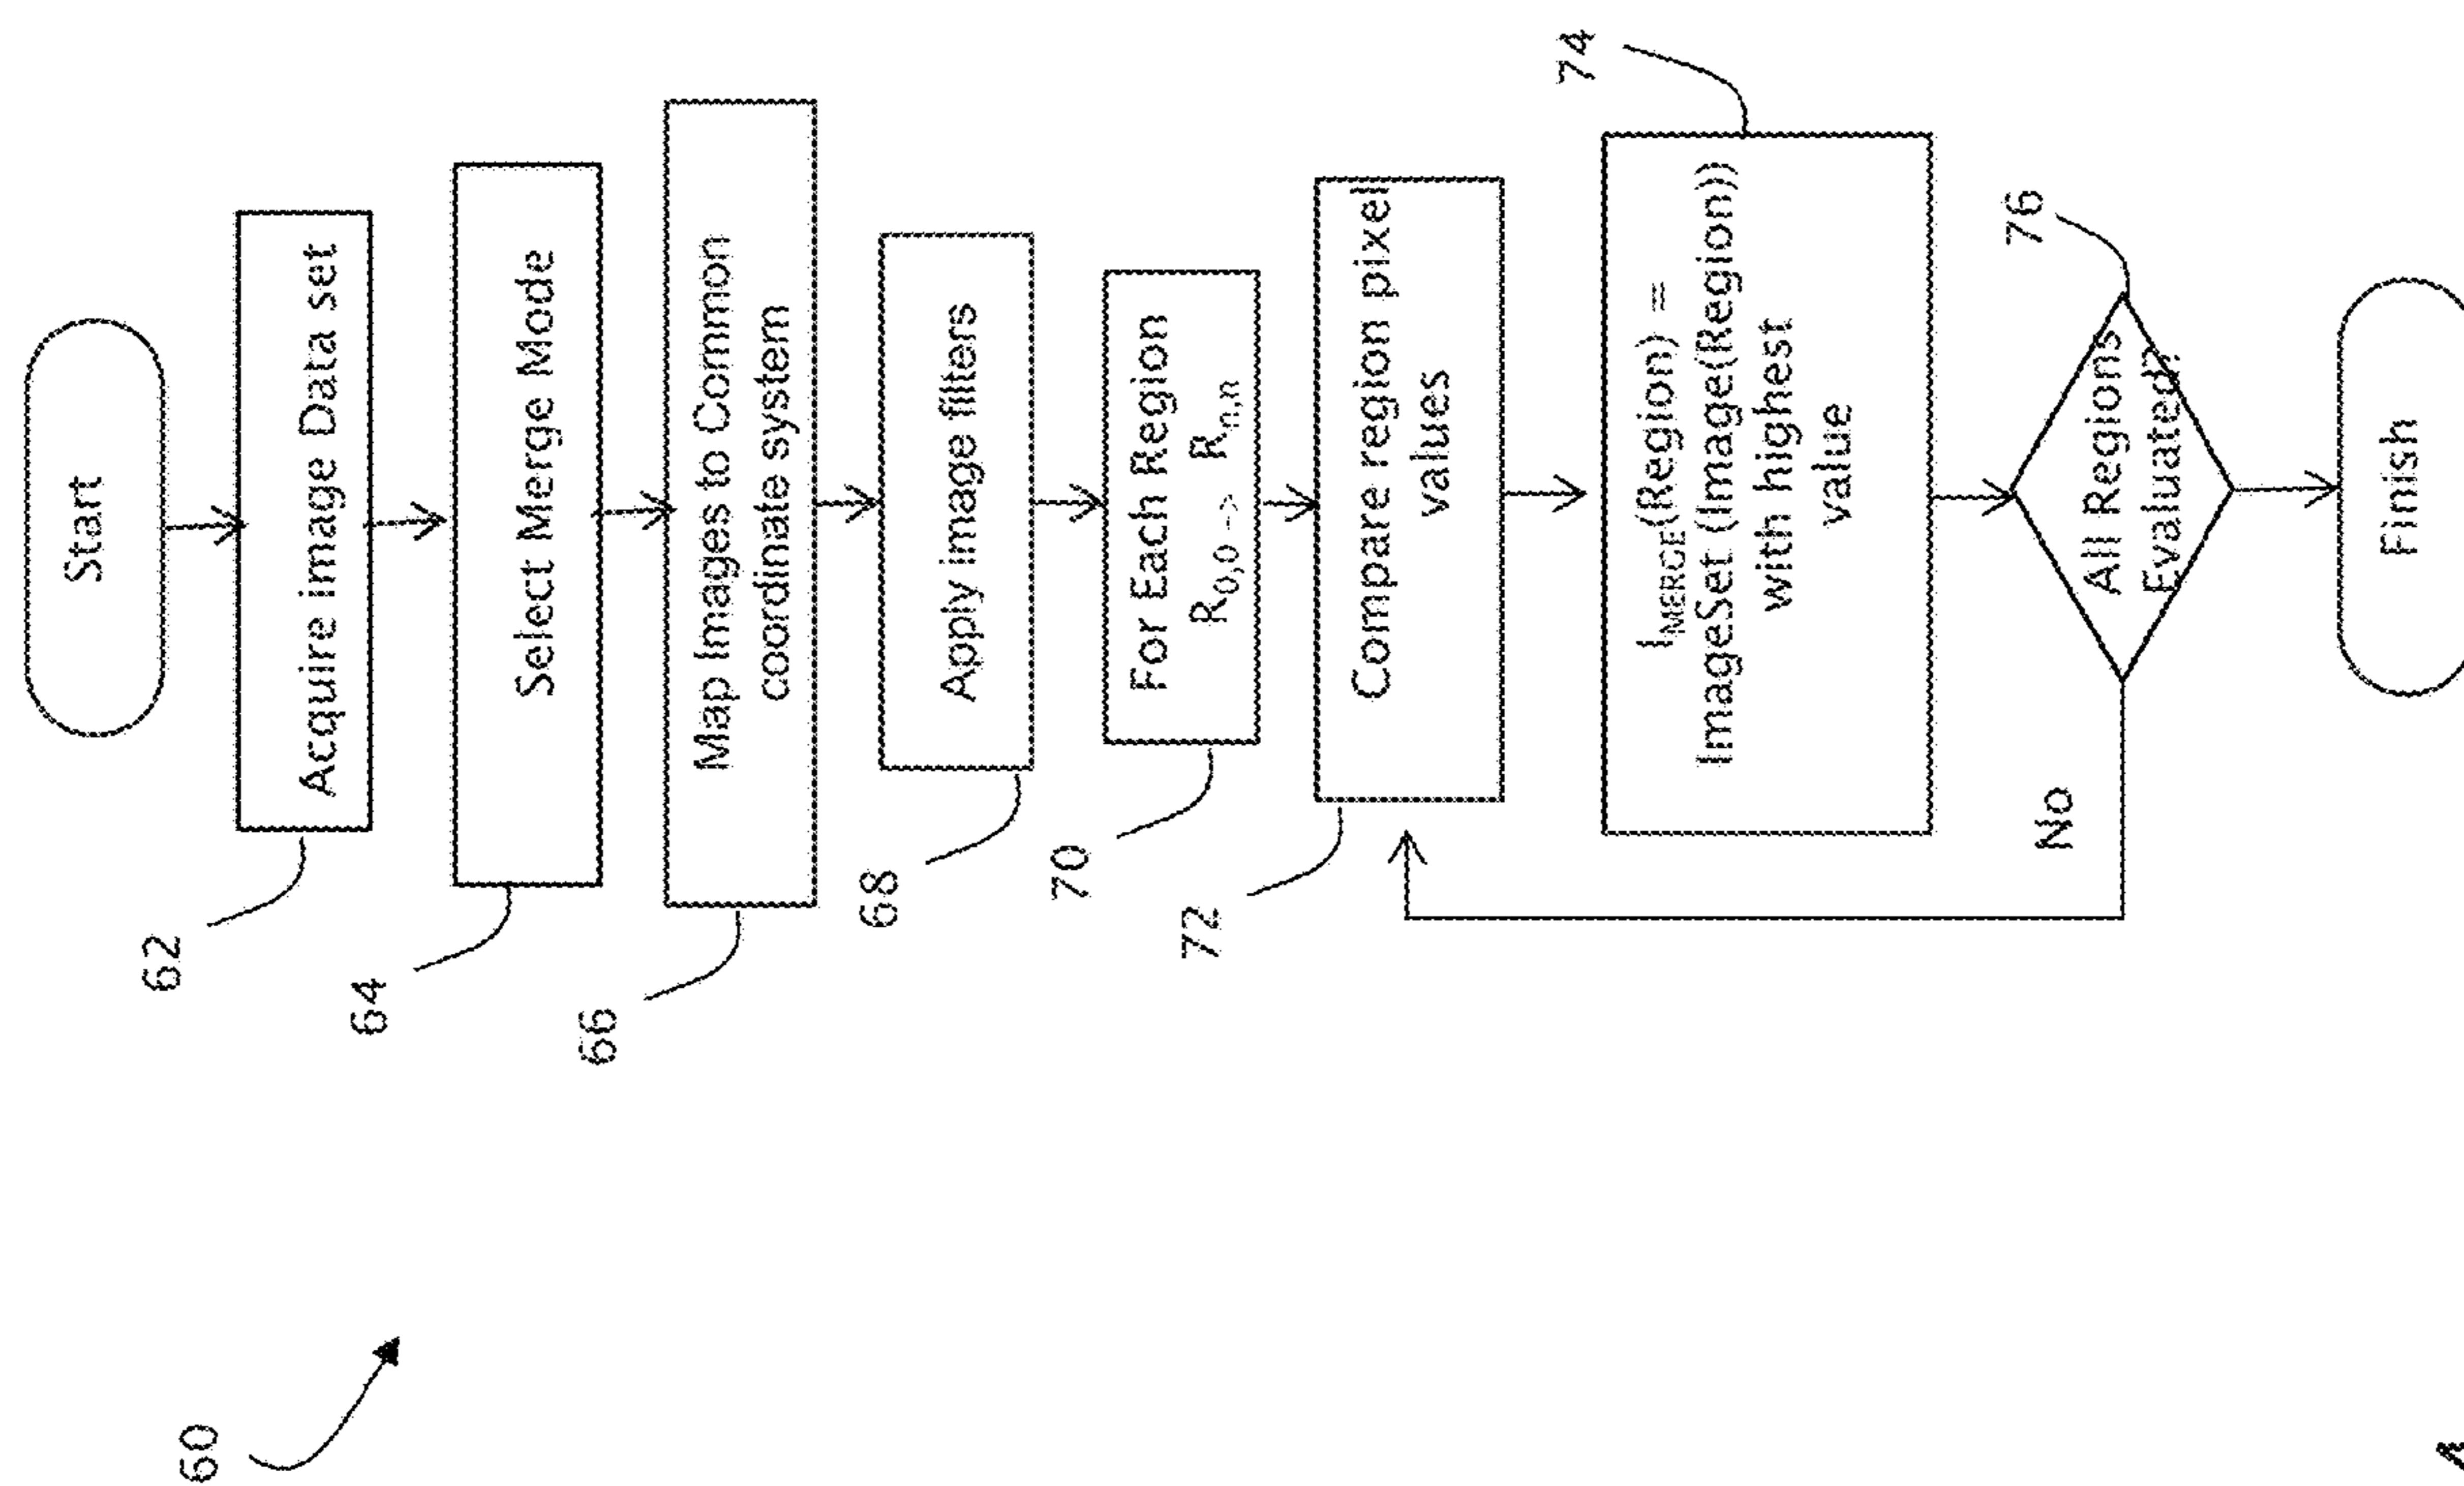 60
Start
62
Acquire image Data set
64
Select Merge Mode
66
Map Images to Common
coordinate system
68
Apply image filters
70
For Each Region
R0,0 -> Rn,n
72
Compare region pixel
values
74
IMERGE(Region) =
ImageSet (Image(Region))
with highest
value
76
All Regions
Evaluated?
No
Finish